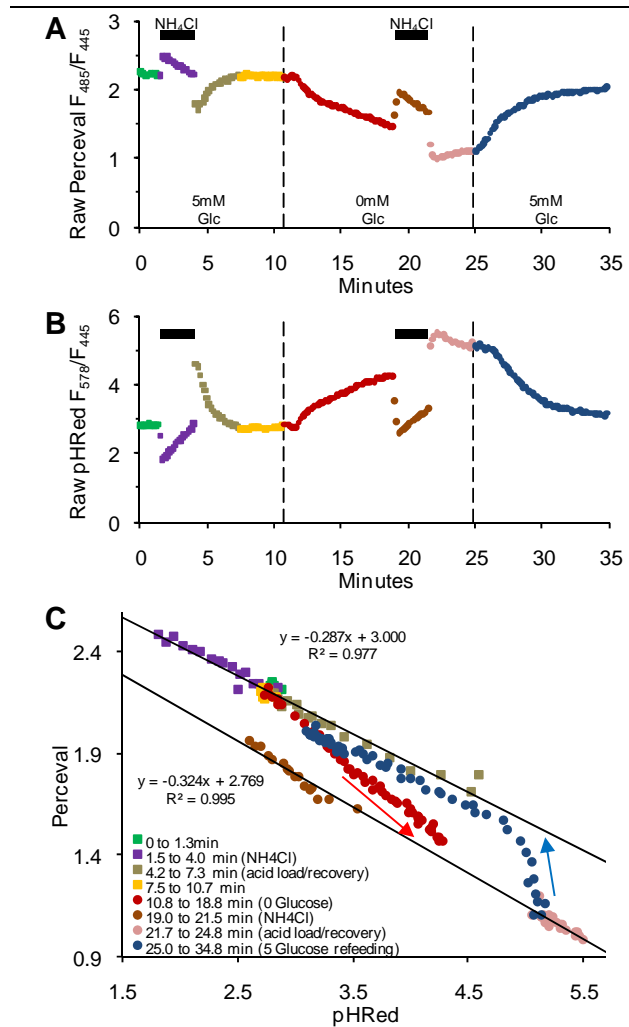 A
NH₄Cl NH₄Cl
3
2
1
0
Raw Perceval F₄₈₅/F₄₄₅
5mM
Glc
0mM
Glc
5mM
Glc
0 5 10 15 20 25 30 35
Minutes
B
6
4
2
0
Raw pHRed F₅₇₈/F₄₄₅
0 5 10 15 20 25 30 35
Minutes
C
2.4
1.9
1.4
0.9
Perceval
y = -0.287x + 3.000
R² = 0.977
y = -0.324x + 2.769
R² = 0.995
0 to 1.3min
1.5 to 4.0 min (NH4Cl)
4.2 to 7.3 min (acid load/recovery)
7.5 to 10.7 min
10.8 to 18.8 min (0 Glucose)
19.0 to 21.5 min (NH4Cl)
21.7 to 24.8 min (acid load/recovery)
25.0 to 34.8 min (5 Glucose refeeding)
1.5 2.5 3.5 4.5 5.5
pHRed